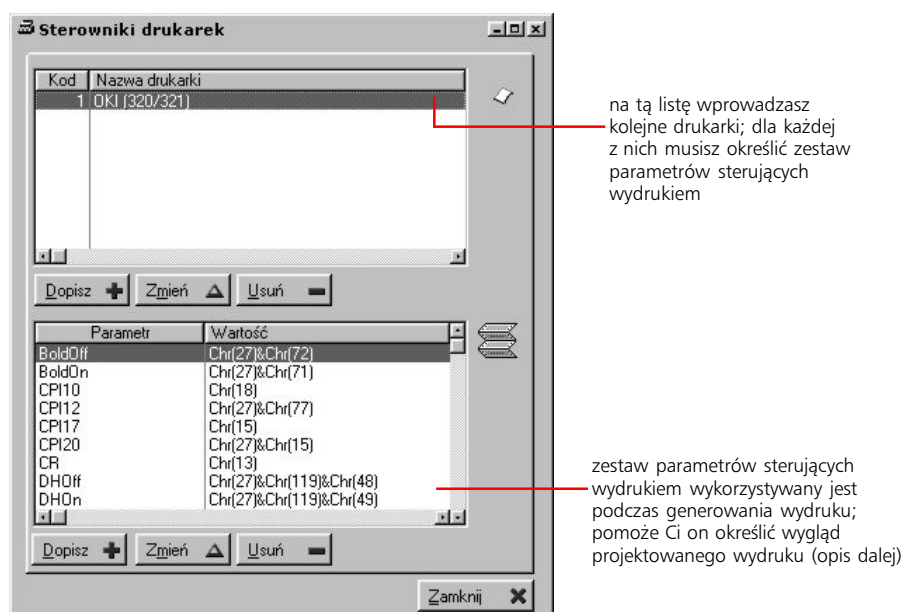 Sterowniki drukarek
Kod Nazwa drukarki
1 OKI (320/321)
na tą listę wprowadzasz
kolejne drukarki; dla każdej
z nich musisz określić zestaw
parametrów sterujących
wydrukiem
Dopisz Zmień Usuń
Parametr Wartość
BoldOff Chr(27)&Chr(72)
BoldOn Chr(27)&Chr(71)
CPI10 Chr(18)
CPI12 Chr(27)&Chr(77)
CPI17 Chr(15)
CPI20 Chr(27)&Chr(15)
CR Chr(13)
DHOff Chr(27)&Chr(119)&Chr(48)
DHOn Chr(27)&Chr(119)&Chr(49)
zestaw parametrów sterujących
wydrukiem wykorzystywany jest
podczas generowania wydruku;
pomoże Ci on określić wygląd
projektowanego wydruku (opis dalej)
Dopisz Zmień Usuń
Zamknij